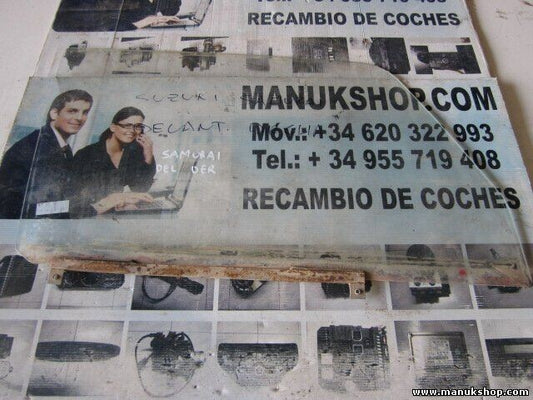 RECAMBIO DE COCHES
SUZUKI
MANUKSHOP.COM
DELANT.
Móv.: +34 620 322 993
SAMURAI
DEL DER
Tel.: + 34 955 719 408
RECAMBIO DE COCHES
www.manukshop.com